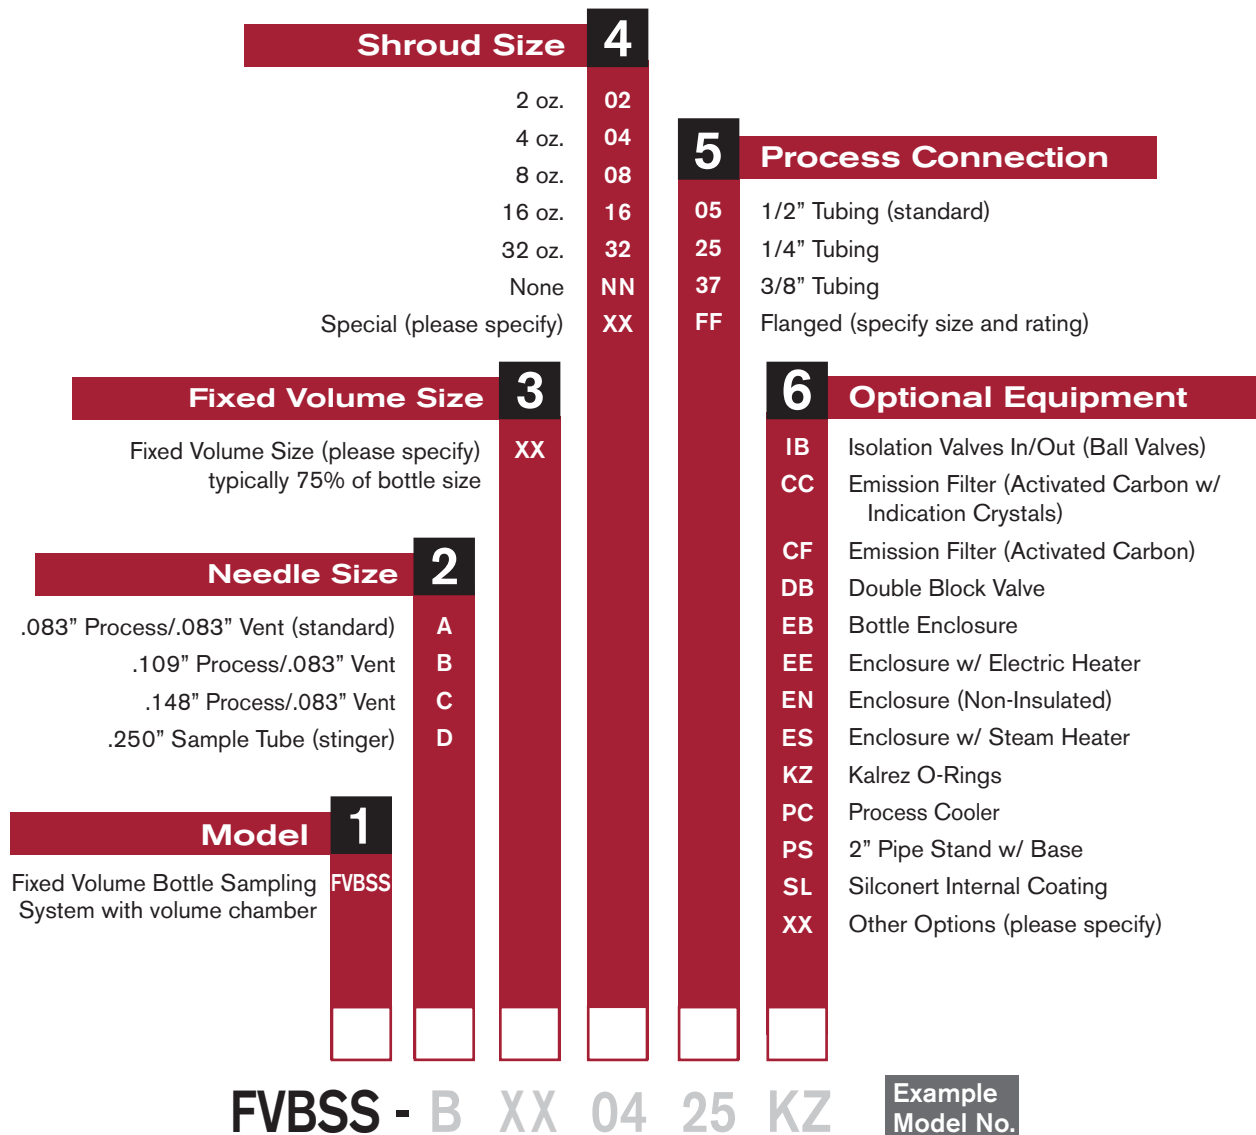 Shroud Size 4
2 oz. 02
4 oz. 04
8 oz. 08
16 oz. 16
32 oz. 32
None NN
Special (please specify) XX
5 Process Connection
05 1/2” Tubing (standard)
25 1/4” Tubing
37 3/8” Tubing
FF Flanged (specify size and rating)
Fixed Volume Size 3
Fixed Volume Size (please specify) XX
typically 75% of bottle size
6 Optional Equipment
IB Isolation Valves In/Out (Ball Valves)
CC Emission Filter (Activated Carbon w/
Indication Crystals)
CF Emission Filter (Activated Carbon)
DB Double Block Valve
EB Bottle Enclosure
EE Enclosure w/ Electric Heater
EN Enclosure (Non-Insulated)
ES Enclosure w/ Steam Heater
KZ Kalrez O-Rings
PC Process Cooler
PS 2” Pipe Stand w/ Base
SL Silconert Internal Coating
XX Other Options (please specify)
Needle Size 2
.083” Process/.083” Vent (standard) A
.109” Process/.083” Vent B
.148” Process/.083” Vent C
.250” Sample Tube (stinger) D
Model 1
Fixed Volume Bottle Sampling FVBSS
System with volume chamber
FVBSS - B XX 04 25 KZ
Example
Model No.